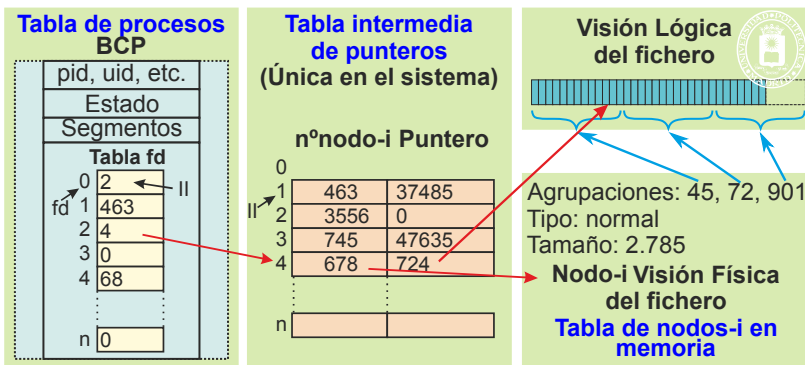 Tabla de procesos
BCP
pid, uid, etc.
Estado
Segmentos
Tabla fd
0 2 II
fd 1 463
2 4
3 0
4 68
n 0
Tabla intermedia
de punteros
(Única en el sistema)
nºnodo-i Puntero
0
II 1 463 37485
2 3556 0
3 745 47635
4 678 724
n
Visión Lógica
del fichero
Agrupaciones: 45, 72, 901
Tipo: normal
Tamaño: 2.785
Nodo-i Visión Física
del fichero
Tabla de nodos-i en
memoria